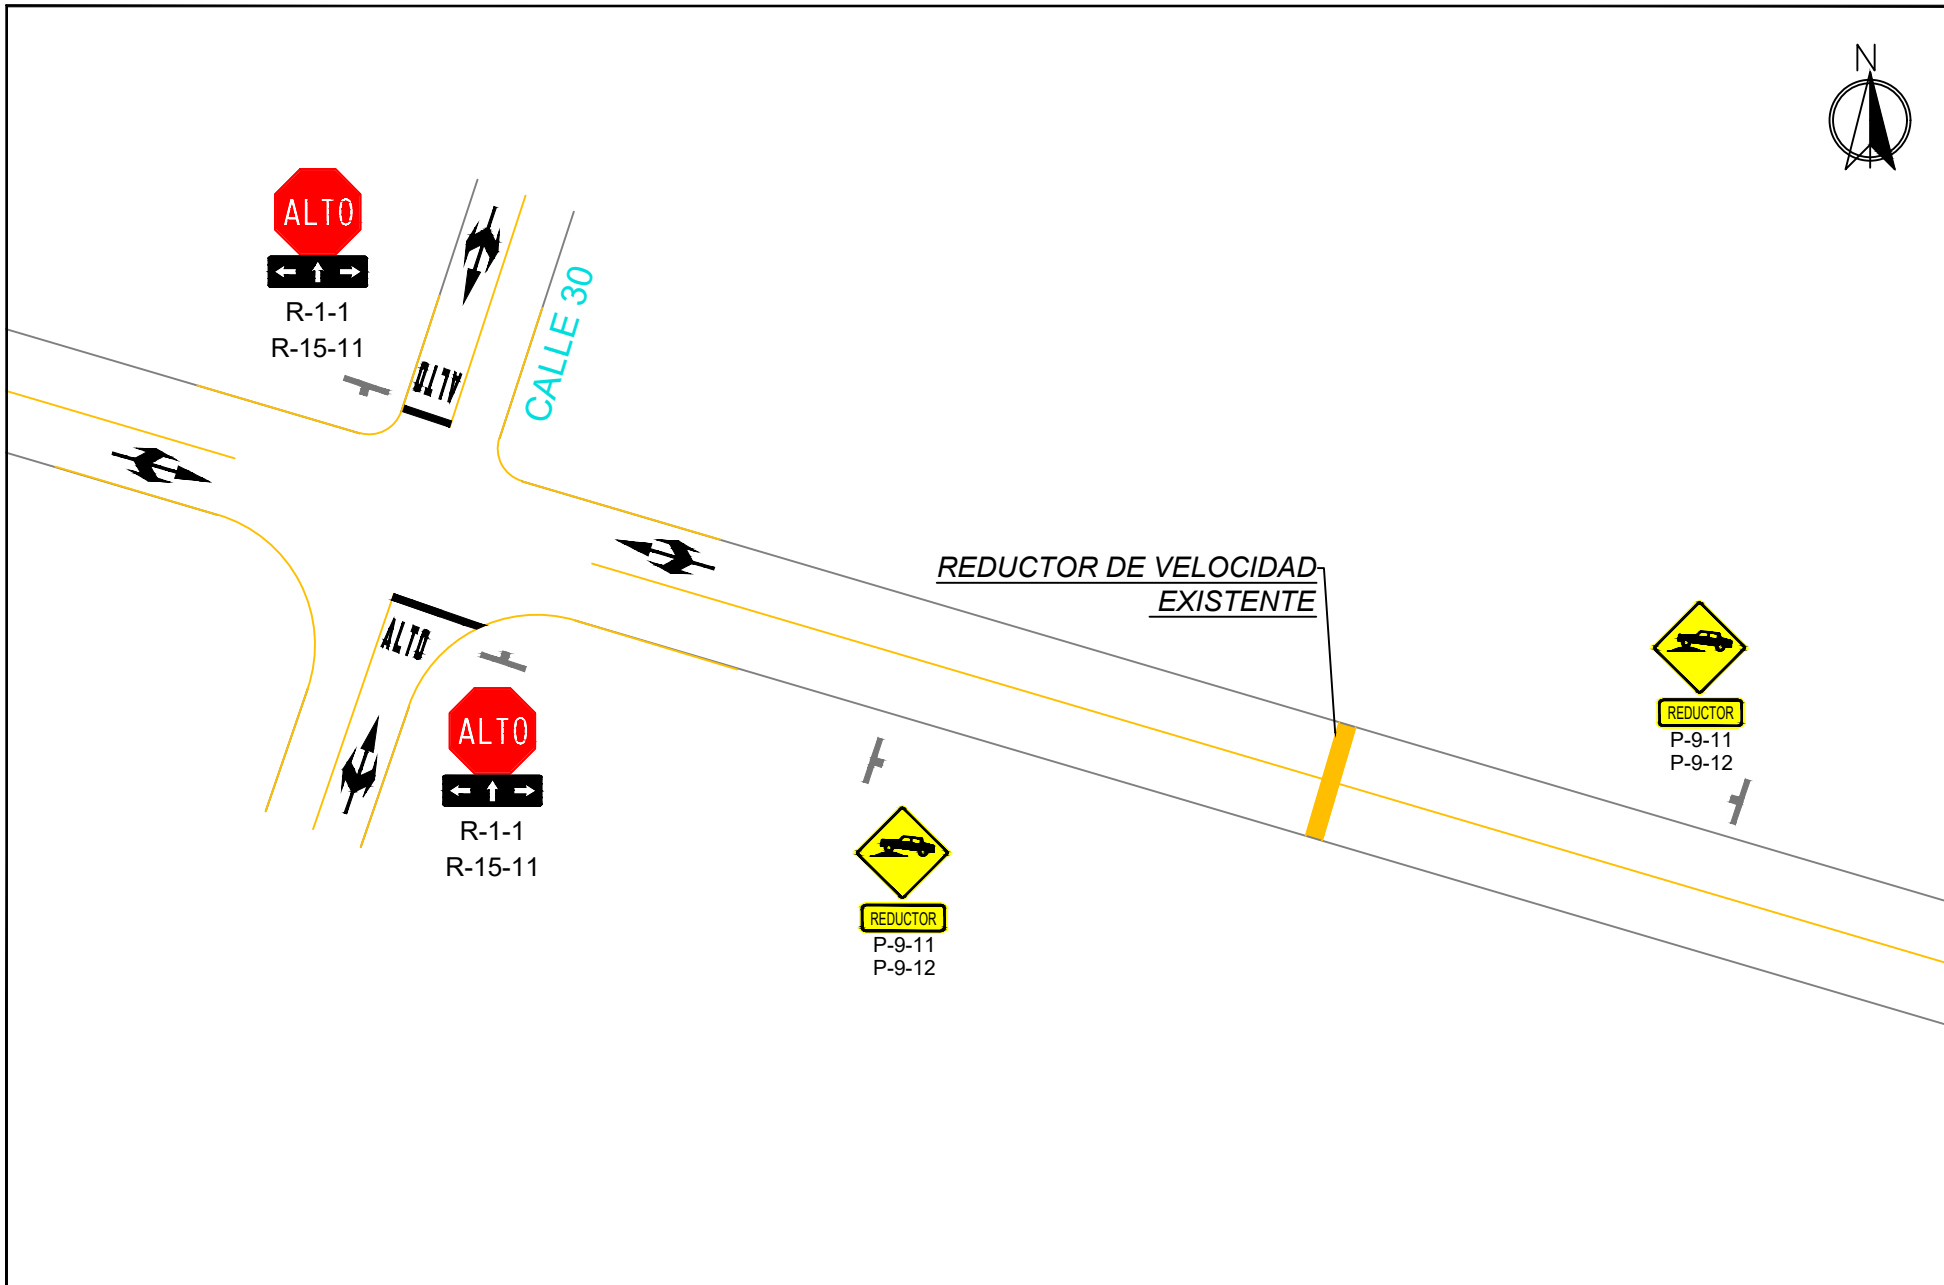 N
ALTO
R-1-1
R-15-11
ALTO
CALLE 30
REDUCTOR DE VELOCIDAD
EXISTENTE
ALTO
ALTO
R-1-1
R-15-11
REDUCTOR
P-9-11
P-9-12
REDUCTOR
P-9-11
P-9-12